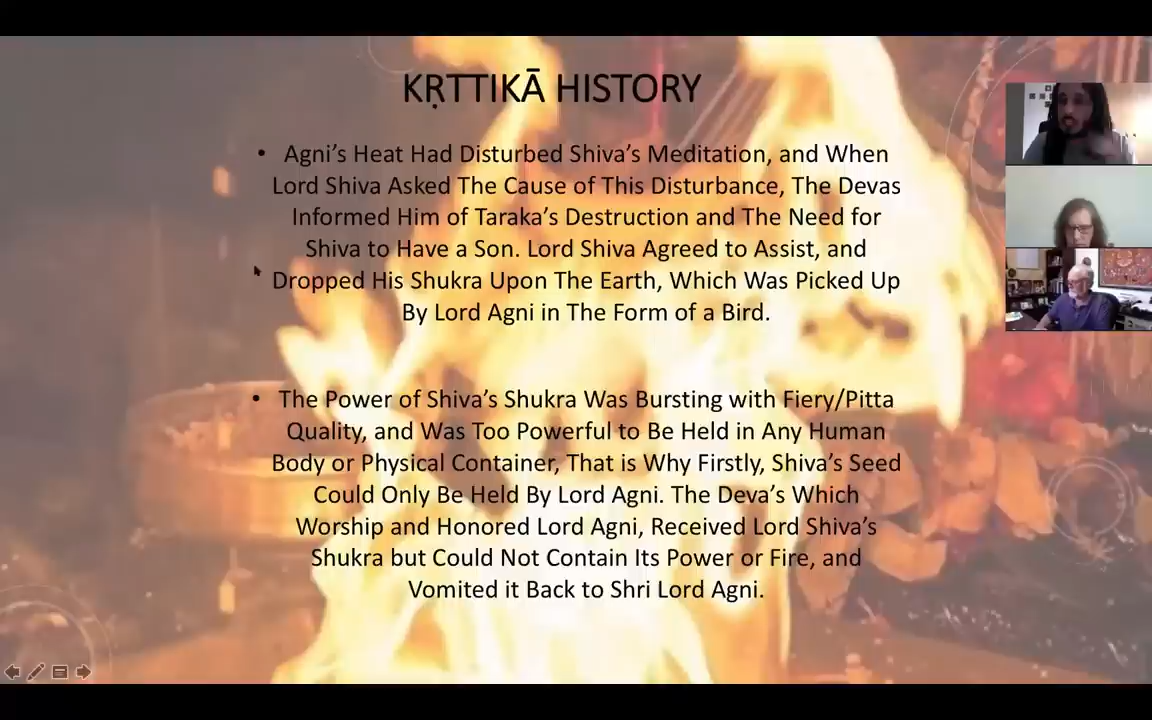 KṚTTIKĀ HISTORY
• Agni’s Heat Had Disturbed Shiva’s Meditation, and When
Lord Shiva Asked The Cause of This Disturbance, The Devas
Informed Him of Taraka’s Destruction and The Need for
Shiva to Have a Son. Lord Shiva Agreed to Assist, and
Dropped His Shukra Upon The Earth, Which Was Picked Up
By Lord Agni in The Form of a Bird.
• The Power of Shiva’s Shukra Was Bursting with Fiery/Pitta
Quality, and Was Too Powerful to Be Held in Any Human
Body or Physical Container, That is Why Firstly, Shiva’s Seed
Could Only Be Held By Lord Agni. The Deva’s Which
Worship and Honored Lord Agni, Received Lord Shiva’s
Shukra but Could Not Contain Its Power or Fire, and
Vomited it Back to Shri Lord Agni.